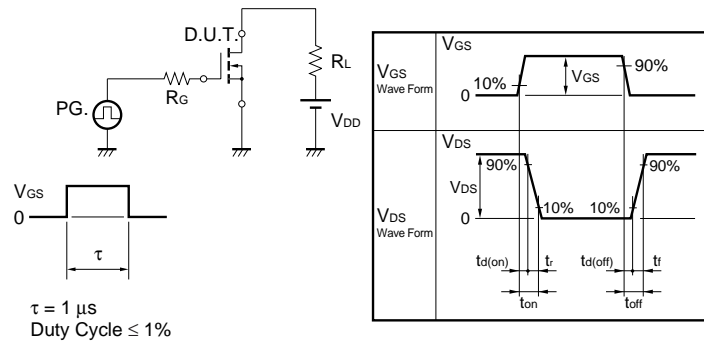 D.U.T.
RL
RG
PG.
VDD
VGS
0
τ
τ = 1 μs
Duty Cycle ≤ 1%
VGS
Wave Form
VGS
10%
VGS
90%
0
VDS
Wave Form
VDS
90%
90%
VDS
10%
10%
0
td(on)
tr
td(off)
tf
ton
toff